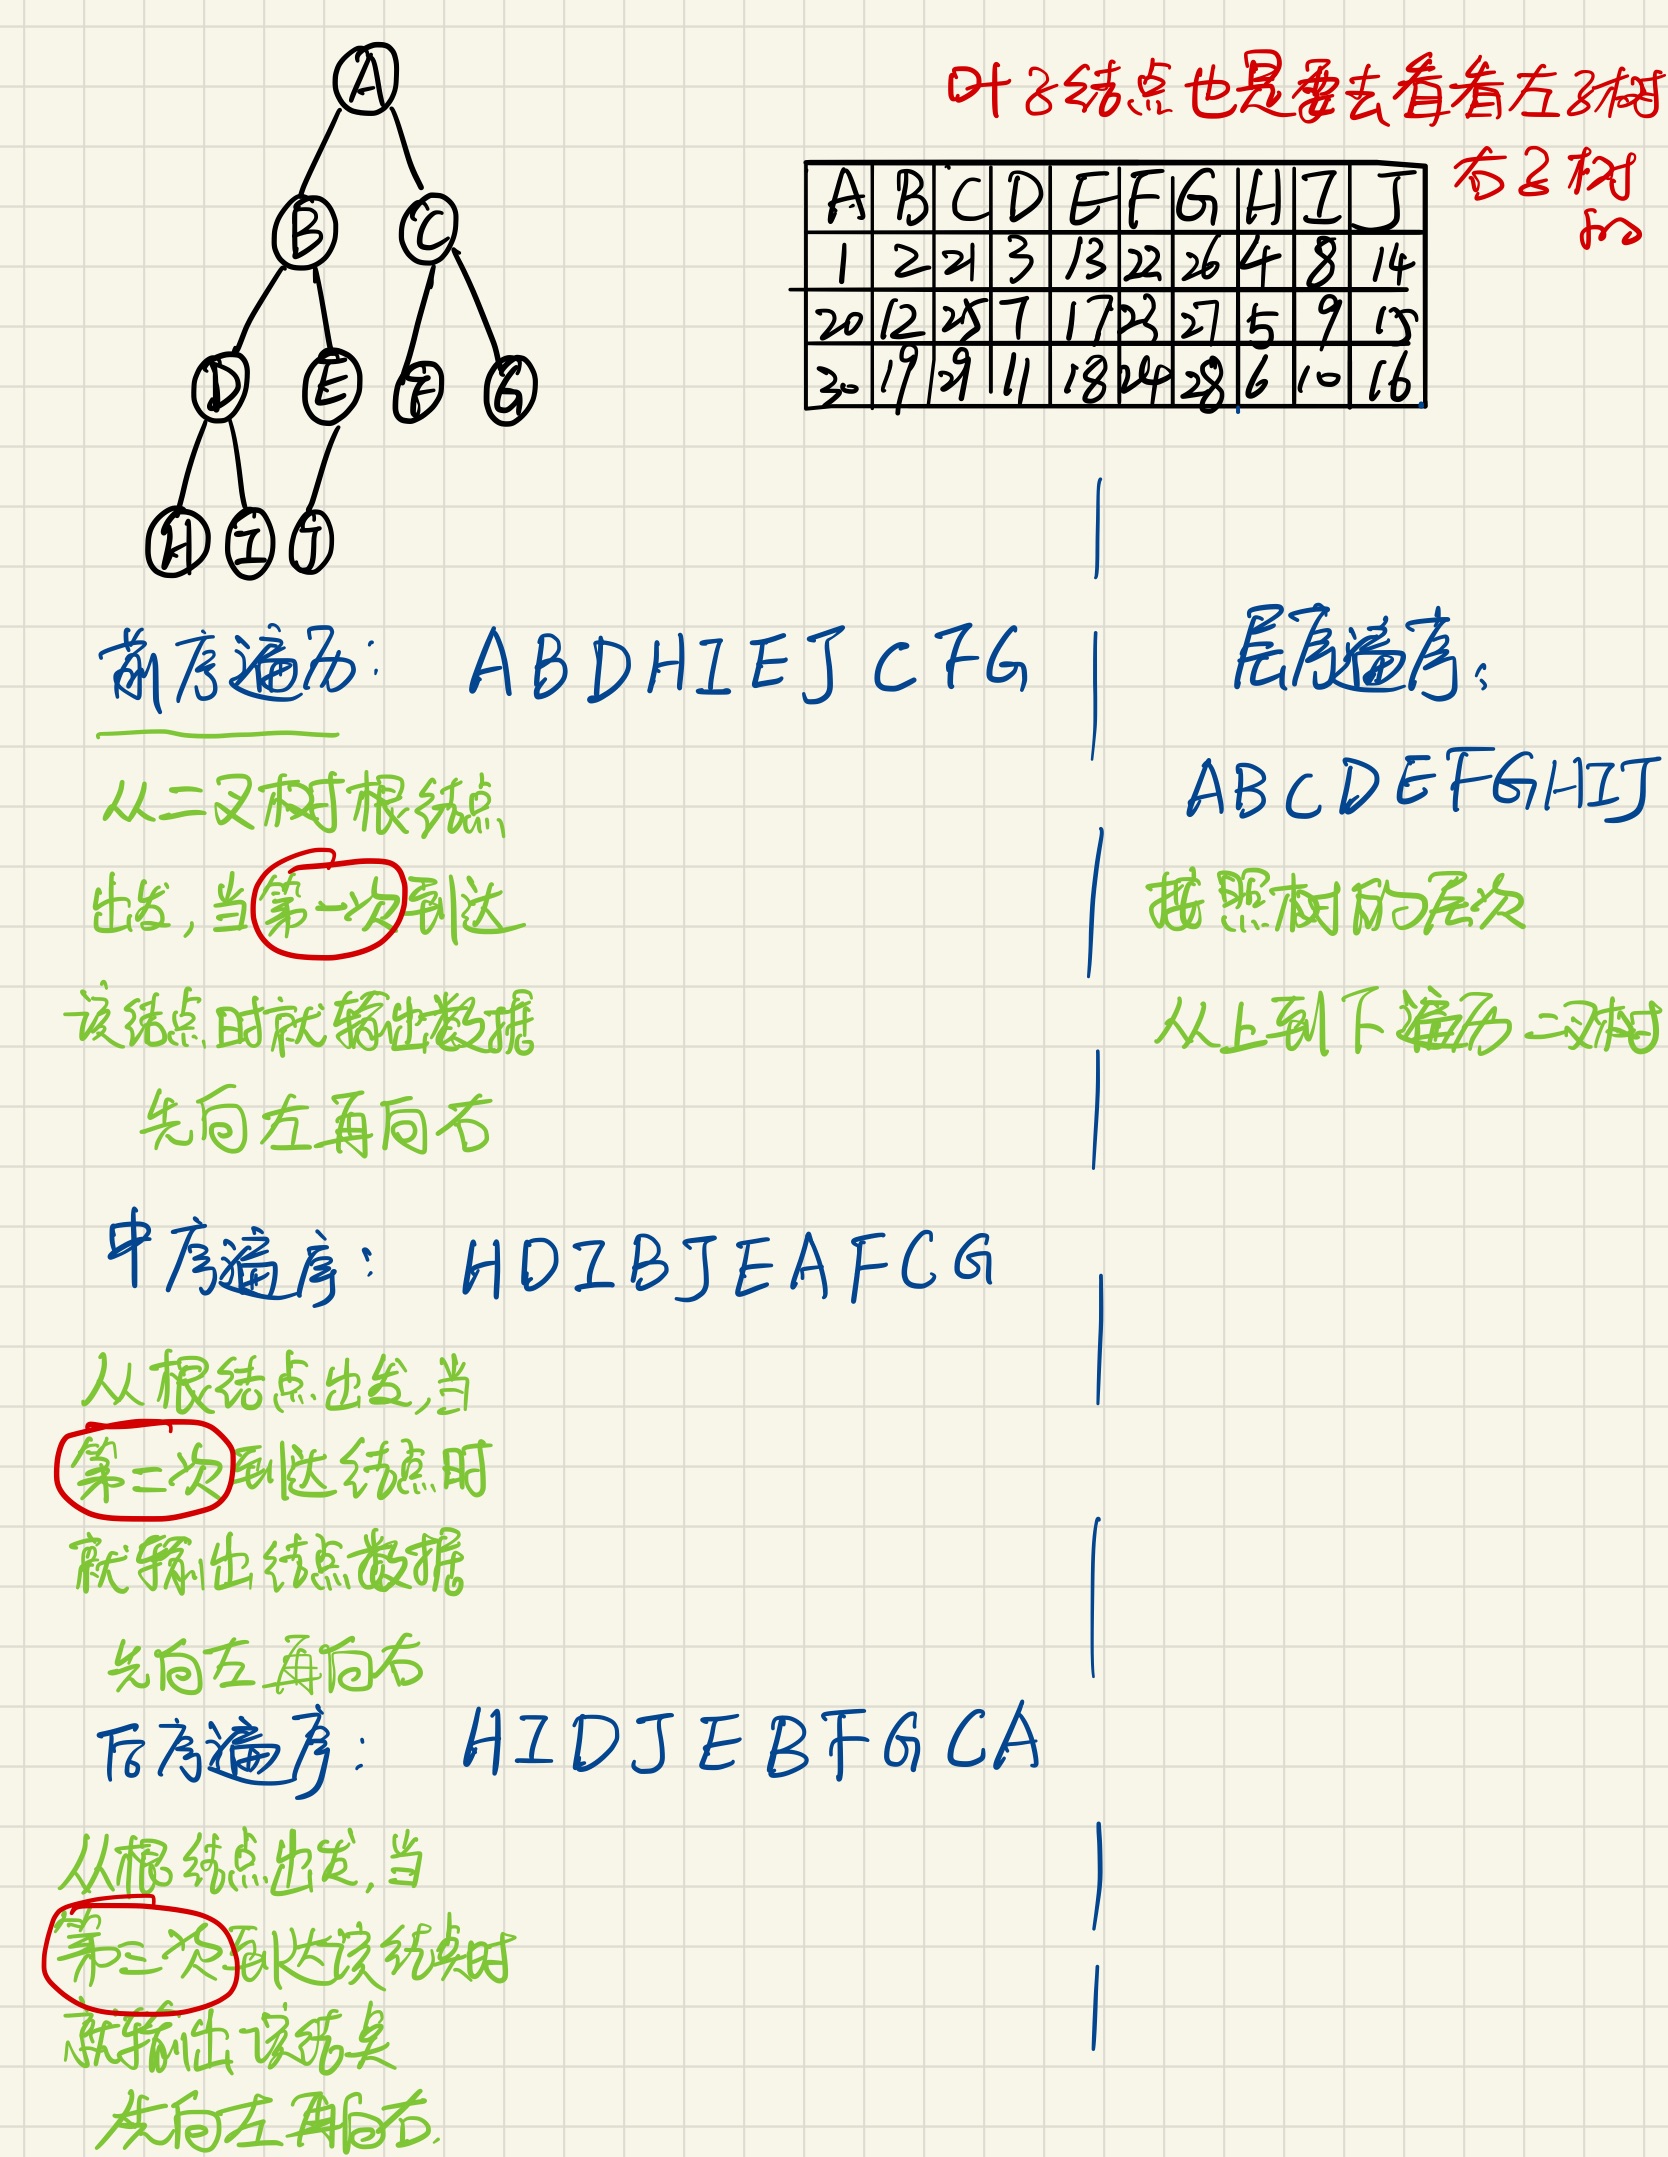 A
B C
D E F G
H I J
叶子结点也是要去看看左子树
右子树
的
A B C D E F G H I J
1 2 21 3 13 22 26 4 8 14
20 12 25 7 17 23 27 5 9 15
30 19 29 11 18 24 28 6 10 16
前序遍历: ABDHIEJCFG
从二叉树根结点
出发,当第一次到达
该结点时就输出数据
先向左再向右
中序遍序: HDIBJEAFCG
从根结点出发,当
第二次到达结点时
就输出结点数据
先向左再向右
后序遍序: HIDJEBFGCA
从根结点出发,当
第三次到达该结点时
就输出该结点
先向左再向右.
层序遍序:
ABCDEFGHIJ
按照树的层次
从上到下遍历二叉树